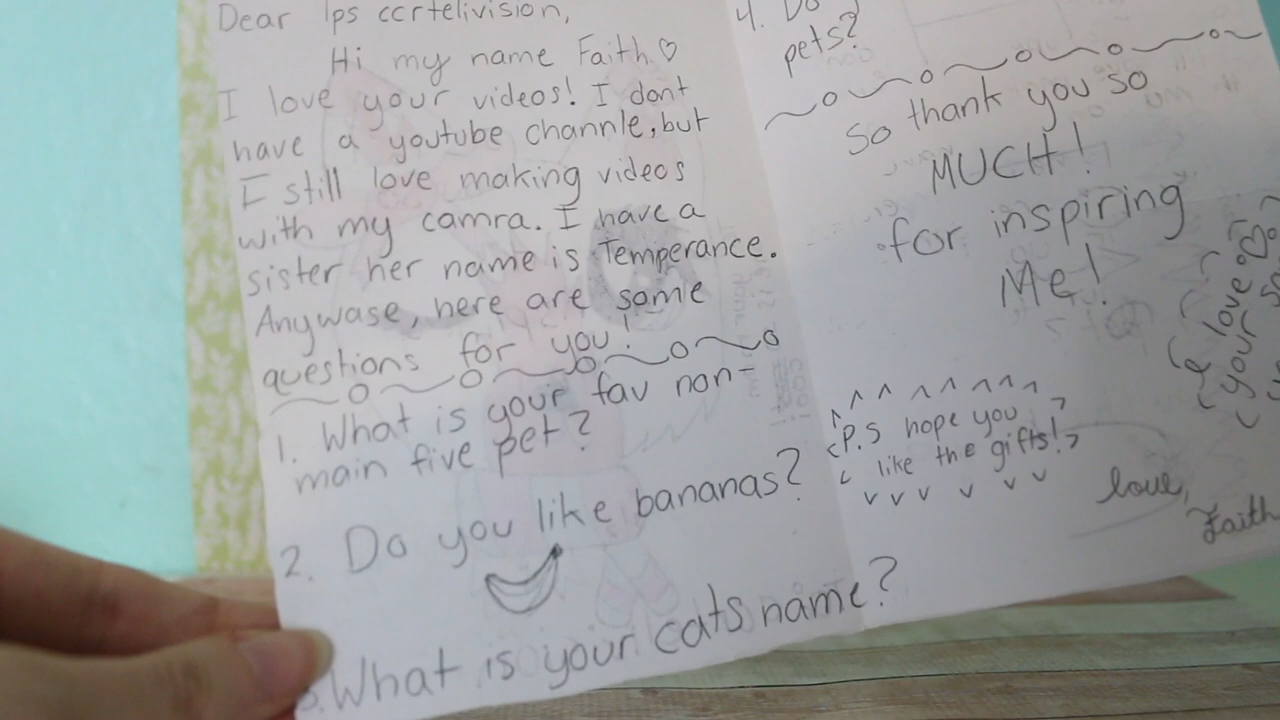 Dear lps ccrtelivision,
Hi my name Faith♡
I love your videos! I dont
have a youtube channle, but
I still love making videos
with my camra. I have a
sister her name is Temperance.
Anywase, here are some
questions for you!
1. What is your fav non-
main five pet?
2. Do you like bananas?
3. What is your cats name?
4. Do
pets?
So thank you so
MUCH!
for inspiring
Me!
P.S hope you
like the gifts!
love,
Faith
love
your